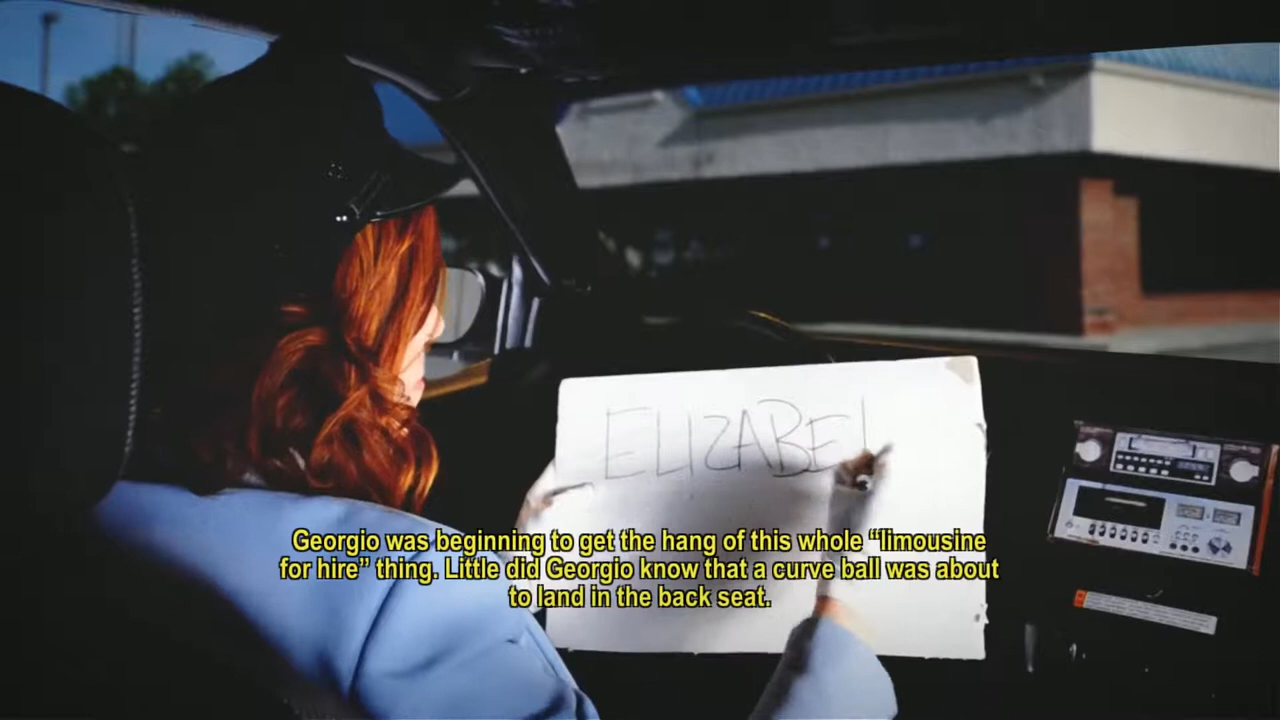 ELIZABE
Georgio was beginning to get the hang of this whole “limousine
for hire” thing. Little did Georgio know that a curve ball was about
to land in the back seat.